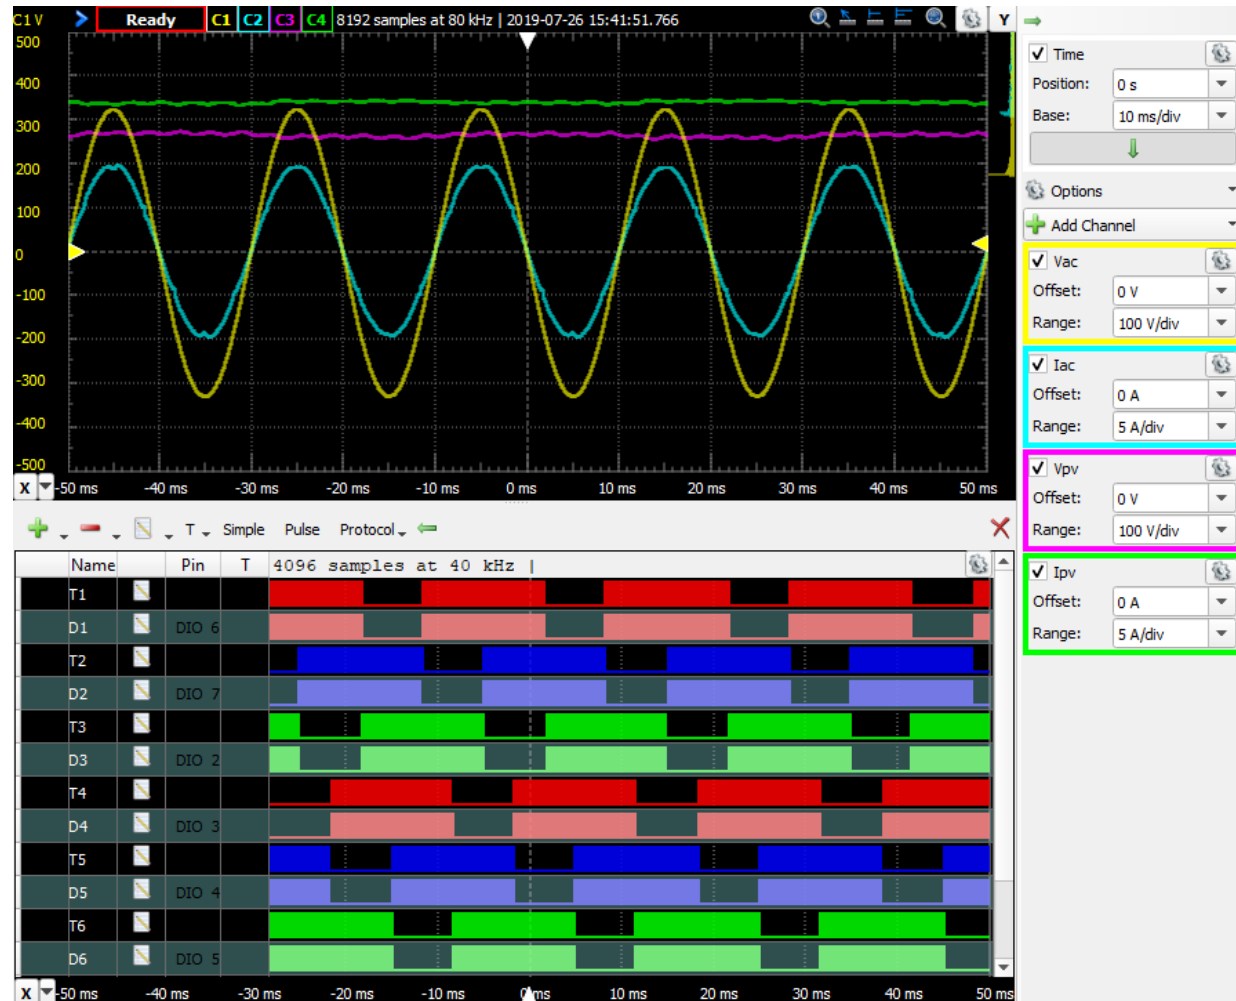 C1 V Ready C1 C2 C3 C4 8192 samples at 80 kHz | 2019-07-26 15:41:51.766 Y
500
400
300
200
100
0
-100
-200
-300
-400
-500
X -50 ms -40 ms -30 ms -20 ms -10 ms 0 ms 10 ms 20 ms 30 ms 40 ms 50 ms
Time
Position: 0 s
Base: 10 ms/div
Options
Add Channel
Vac
Offset: 0 V
Range: 100 V/div
Iac
Offset: 0 A
Range: 5 A/div
Vpv
Offset: 0 V
Range: 100 V/div
Ipv
Offset: 0 A
Range: 5 A/div
T Simple Pulse Protocol
Name Pin T 4096 samples at 40 kHz |
T1
D1 DIO 6
T2
D2 DIO 7
T3
D3 DIO 2
T4
D4 DIO 3
T5
D5 DIO 4
T6
D6 DIO 5
X -50 ms -40 ms -30 ms -20 ms -10 ms 0 ms 10 ms 20 ms 30 ms 40 ms 50 ms